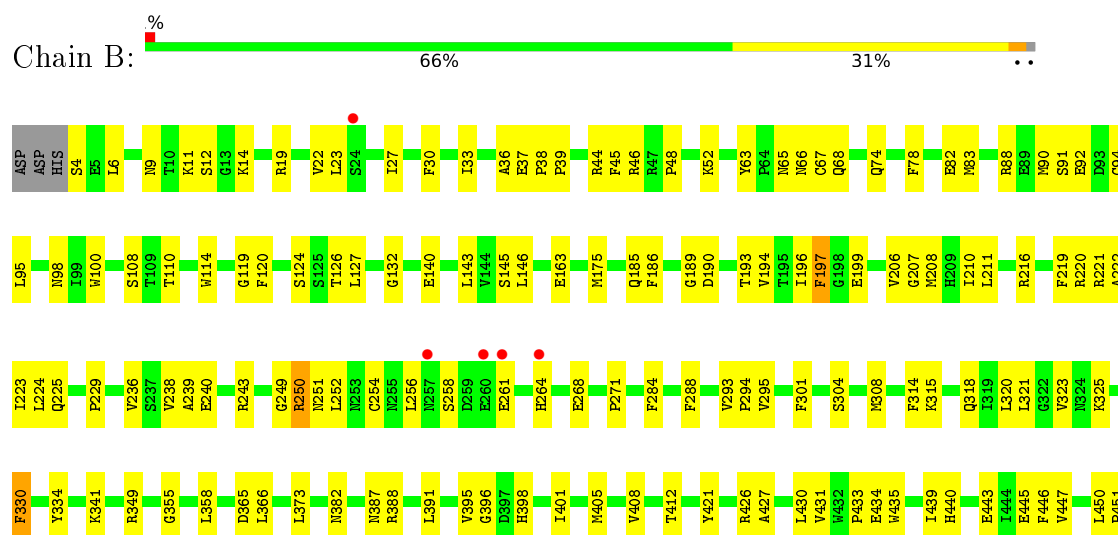 %
Chain B:
66% 31% • •
ASP ASP HIS S4 E5 L6 N9 T10 K11 S12 G13 K14 R19 V22 L23 S24 I27 F30 I33 A36 E37 P38 P39 R44 F45 R46 R47 P48 K52 Y63 P64 N65 N66 C67 Q68 Q74 F78 E82 M83 R88 E89 M90 S91 E92 D93 C94
L95 N98 I99 W100 S108 T109 T110 W114 G119 F120 S124 S125 T126 L127 G132 E140 L143 V144 S145 L146 E163 M175 Q185 F186 G189 D190 T193 V194 T195 I196 F197 G198 E199 V206 G207 M208 H209 I210 L211 R216 F219 R220 R221 A222
I223 L224 Q225 P229 V236 S237 V238 A239 E240 R243 G249 R250 N251 L252 N253 C254 N255 L256 N257 S258 D259 E260 E261 H264 E268 P271 F284 F288 V293 P294 V295 F301 S304 M308 F314 K315 Q318 I319 L320 L321 G322 V323 N324 K325
F330 Y334 K341 R349 G355 L358 D365 L366 L373 N382 N387 R388 L391 V395 G396 D397 H398 I401 M405 V408 T412 Y421 R426 A427 L430 V431 W432 P433 E434 W435 I439 H440 E443 I444 E445 F446 V447 L450 P451